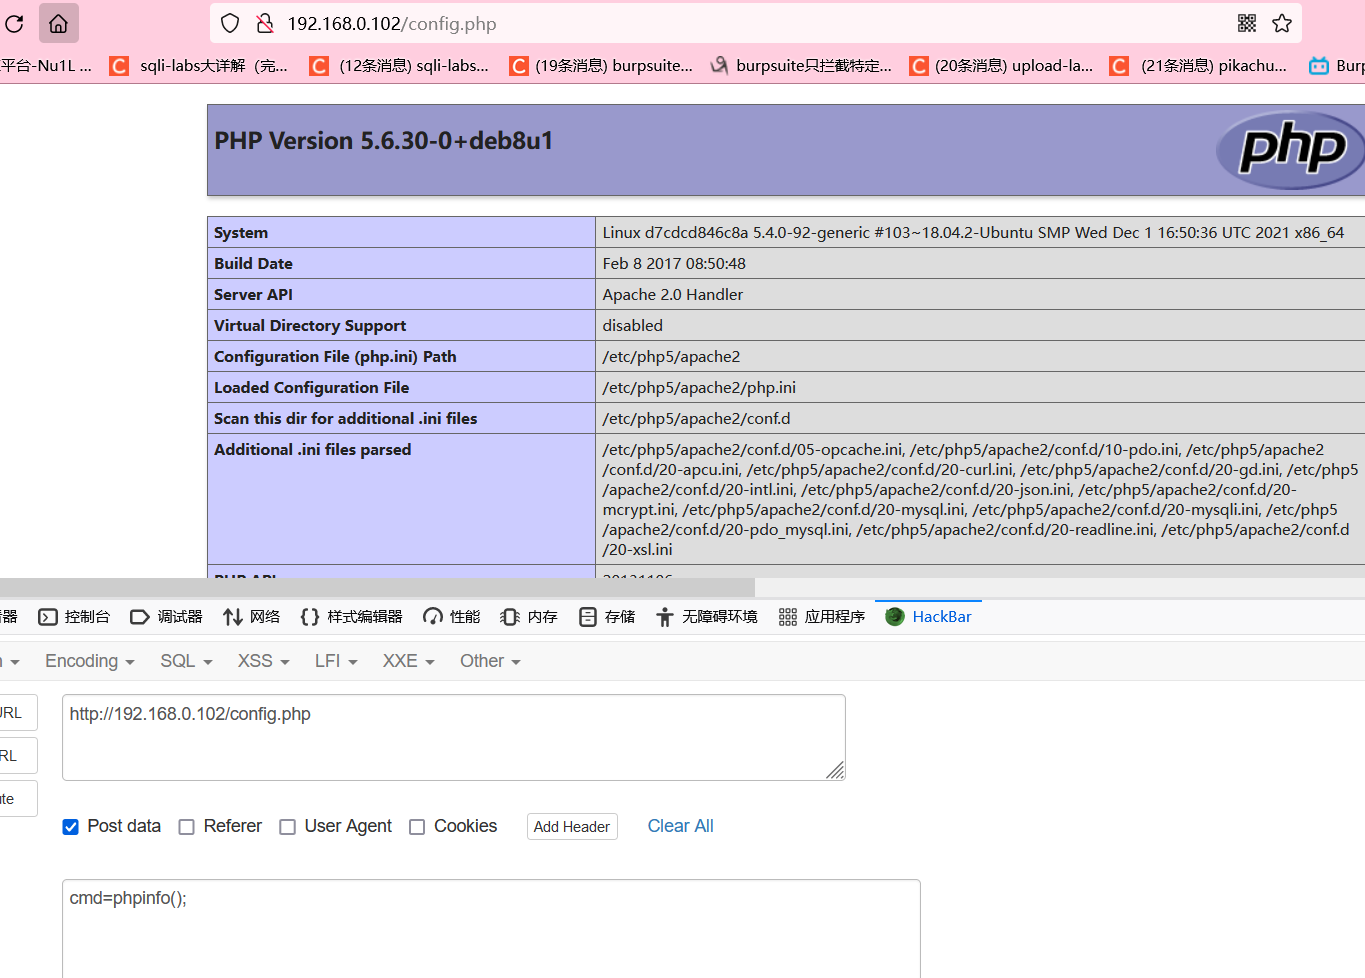 192.168.0.102/config.php
平台-Nu1L ... sqli-labs大详解（完... (12条消息) sqli-labs... (19条消息) burpsuite... burpsuite只拦截特定... (20条消息) upload-la... (21条消息) pikachu... Burp
PHP Version 5.6.30-0+deb8u1
php
System Linux d7cdcd846c8a 5.4.0-92-generic #103~18.04.2-Ubuntu SMP Wed Dec 1 16:50:36 UTC 2021 x86_64
Build Date Feb 8 2017 08:50:48
Server API Apache 2.0 Handler
Virtual Directory Support disabled
Configuration File (php.ini) Path /etc/php5/apache2
Loaded Configuration File /etc/php5/apache2/php.ini
Scan this dir for additional .ini files /etc/php5/apache2/conf.d
Additional .ini files parsed /etc/php5/apache2/conf.d/05-opcache.ini, /etc/php5/apache2/conf.d/10-pdo.ini, /etc/php5/apache2
/conf.d/20-apcu.ini, /etc/php5/apache2/conf.d/20-curl.ini, /etc/php5/apache2/conf.d/20-gd.ini, /etc/php5
/apache2/conf.d/20-intl.ini, /etc/php5/apache2/conf.d/20-json.ini, /etc/php5/apache2/conf.d/20-
mcrypt.ini, /etc/php5/apache2/conf.d/20-mysql.ini, /etc/php5/apache2/conf.d/20-mysqli.ini, /etc/php5
/apache2/conf.d/20-pdo_mysql.ini, /etc/php5/apache2/conf.d/20-readline.ini, /etc/php5/apache2/conf.d
/20-xsl.ini
PHP API
器 控制台 调试器 网络 {} 样式编辑器 性能 内存 存储 无障碍环境 应用程序 HackBar
Encoding SQL XSS LFI XXE Other
URL
http://192.168.0.102/config.php
RL
te
Post data Referer User Agent Cookies Add Header Clear All
cmd=phpinfo();